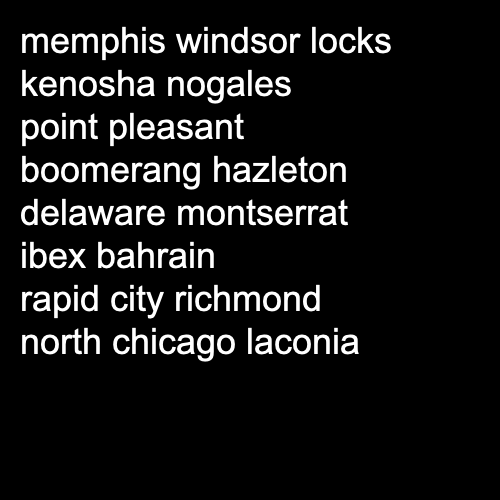 memphis windsor locks
kenosha nogales
point pleasant
boomerang hazleton
delaware montserrat
ibex bahrain
rapid city richmond
north chicago laconia